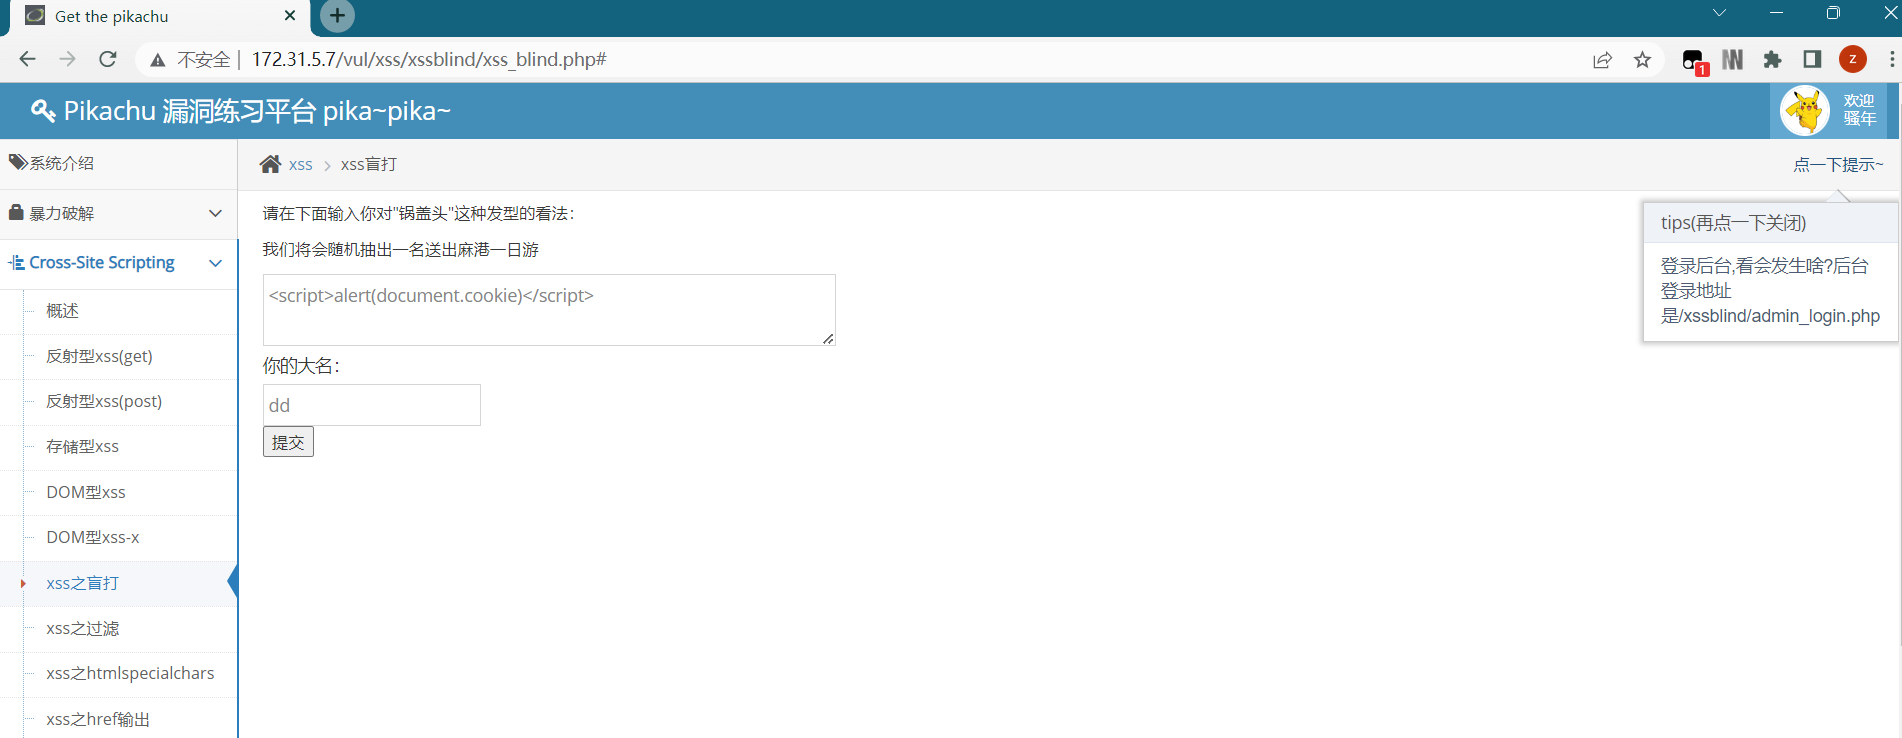 Get the pikachu
不安全 | 172.31.5.7/vul/xss/xssblind/xss_blind.php#
1
z
Pikachu 漏洞练习平台 pika~pika~
欢迎
骚年
系统介绍
暴力破解
Cross-Site Scripting
概述
反射型xss(get)
反射型xss(post)
存储型xss
DOM型xss
DOM型xss-x
xss之盲打
xss之过滤
xss之htmlspecialchars
xss之href输出
xss
xss盲打
点一下提示~
tips(再点一下关闭)
登录后台,看会发生啥?后台
登录地址
是/xssblind/admin_login.php
请在下面输入你对"锅盖头"这种发型的看法：
我们将会随机抽出一名送出麻港一日游
<script>alert(document.cookie)</script>
你的大名：
dd
提交